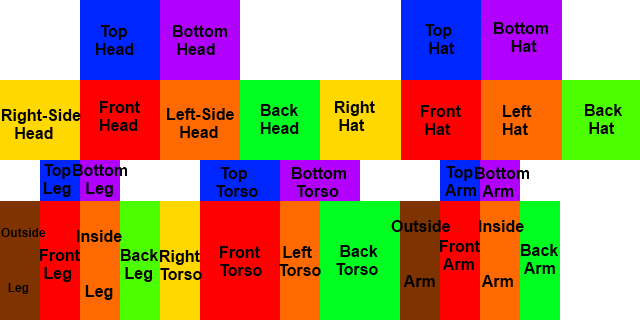 Top
Head
Bottom
Head
Top
Hat
Bottom
Hat
Right-Side
Head
Front
Head
Left-Side
Head
Back
Head
Right
Hat
Front
Hat
Left
Hat
Back
Hat
Top
Leg
Bottom
Leg
Top
Torso
Bottom
Torso
Top
Arm
Bottom
Arm
Outside
Leg
Front
Leg
Inside
Leg
Back
Leg
Right
Torso
Front
Torso
Left
Torso
Back
Torso
Outside
Arm
Front
Arm
Inside
Arm
Back
Arm